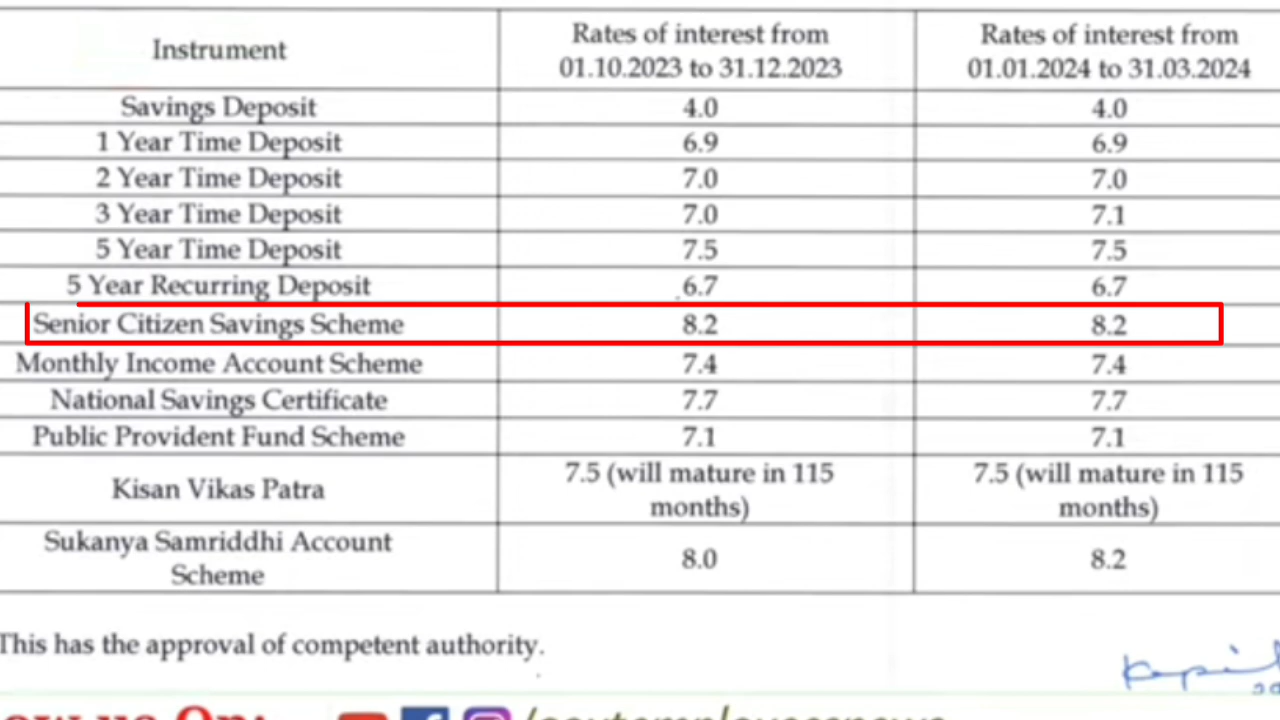 Instrument
Rates of interest from
01.10.2023 to 31.12.2023
Rates of interest from
01.01.2024 to 31.03.2024
Savings Deposit 4.0 4.0
1 Year Time Deposit 6.9 6.9
2 Year Time Deposit 7.0 7.0
3 Year Time Deposit 7.0 7.1
5 Year Time Deposit 7.5 7.5
5 Year Recurring Deposit 6.7 6.7
Senior Citizen Savings Scheme 8.2 8.2
Monthly Income Account Scheme 7.4 7.4
National Savings Certificate 7.7 7.7
Public Provident Fund Scheme 7.1 7.1
Kisan Vikas Patra
7.5 (will mature in 115
months)
7.5 (will mature in 115
months)
Sukanya Samriddhi Account
Scheme
8.0 8.2
This has the approval of competent authority.